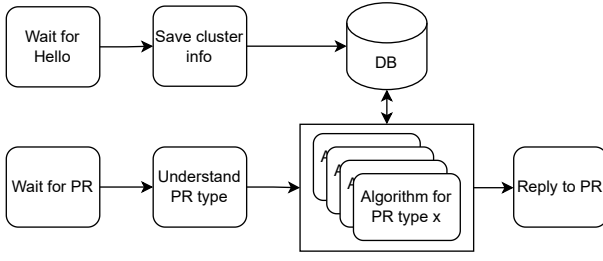 Wait for
Hello
Save cluster
info
DB
Wait for PR
Understand
PR type
A
A
A
Algorithm for
PR type x
Reply to PR